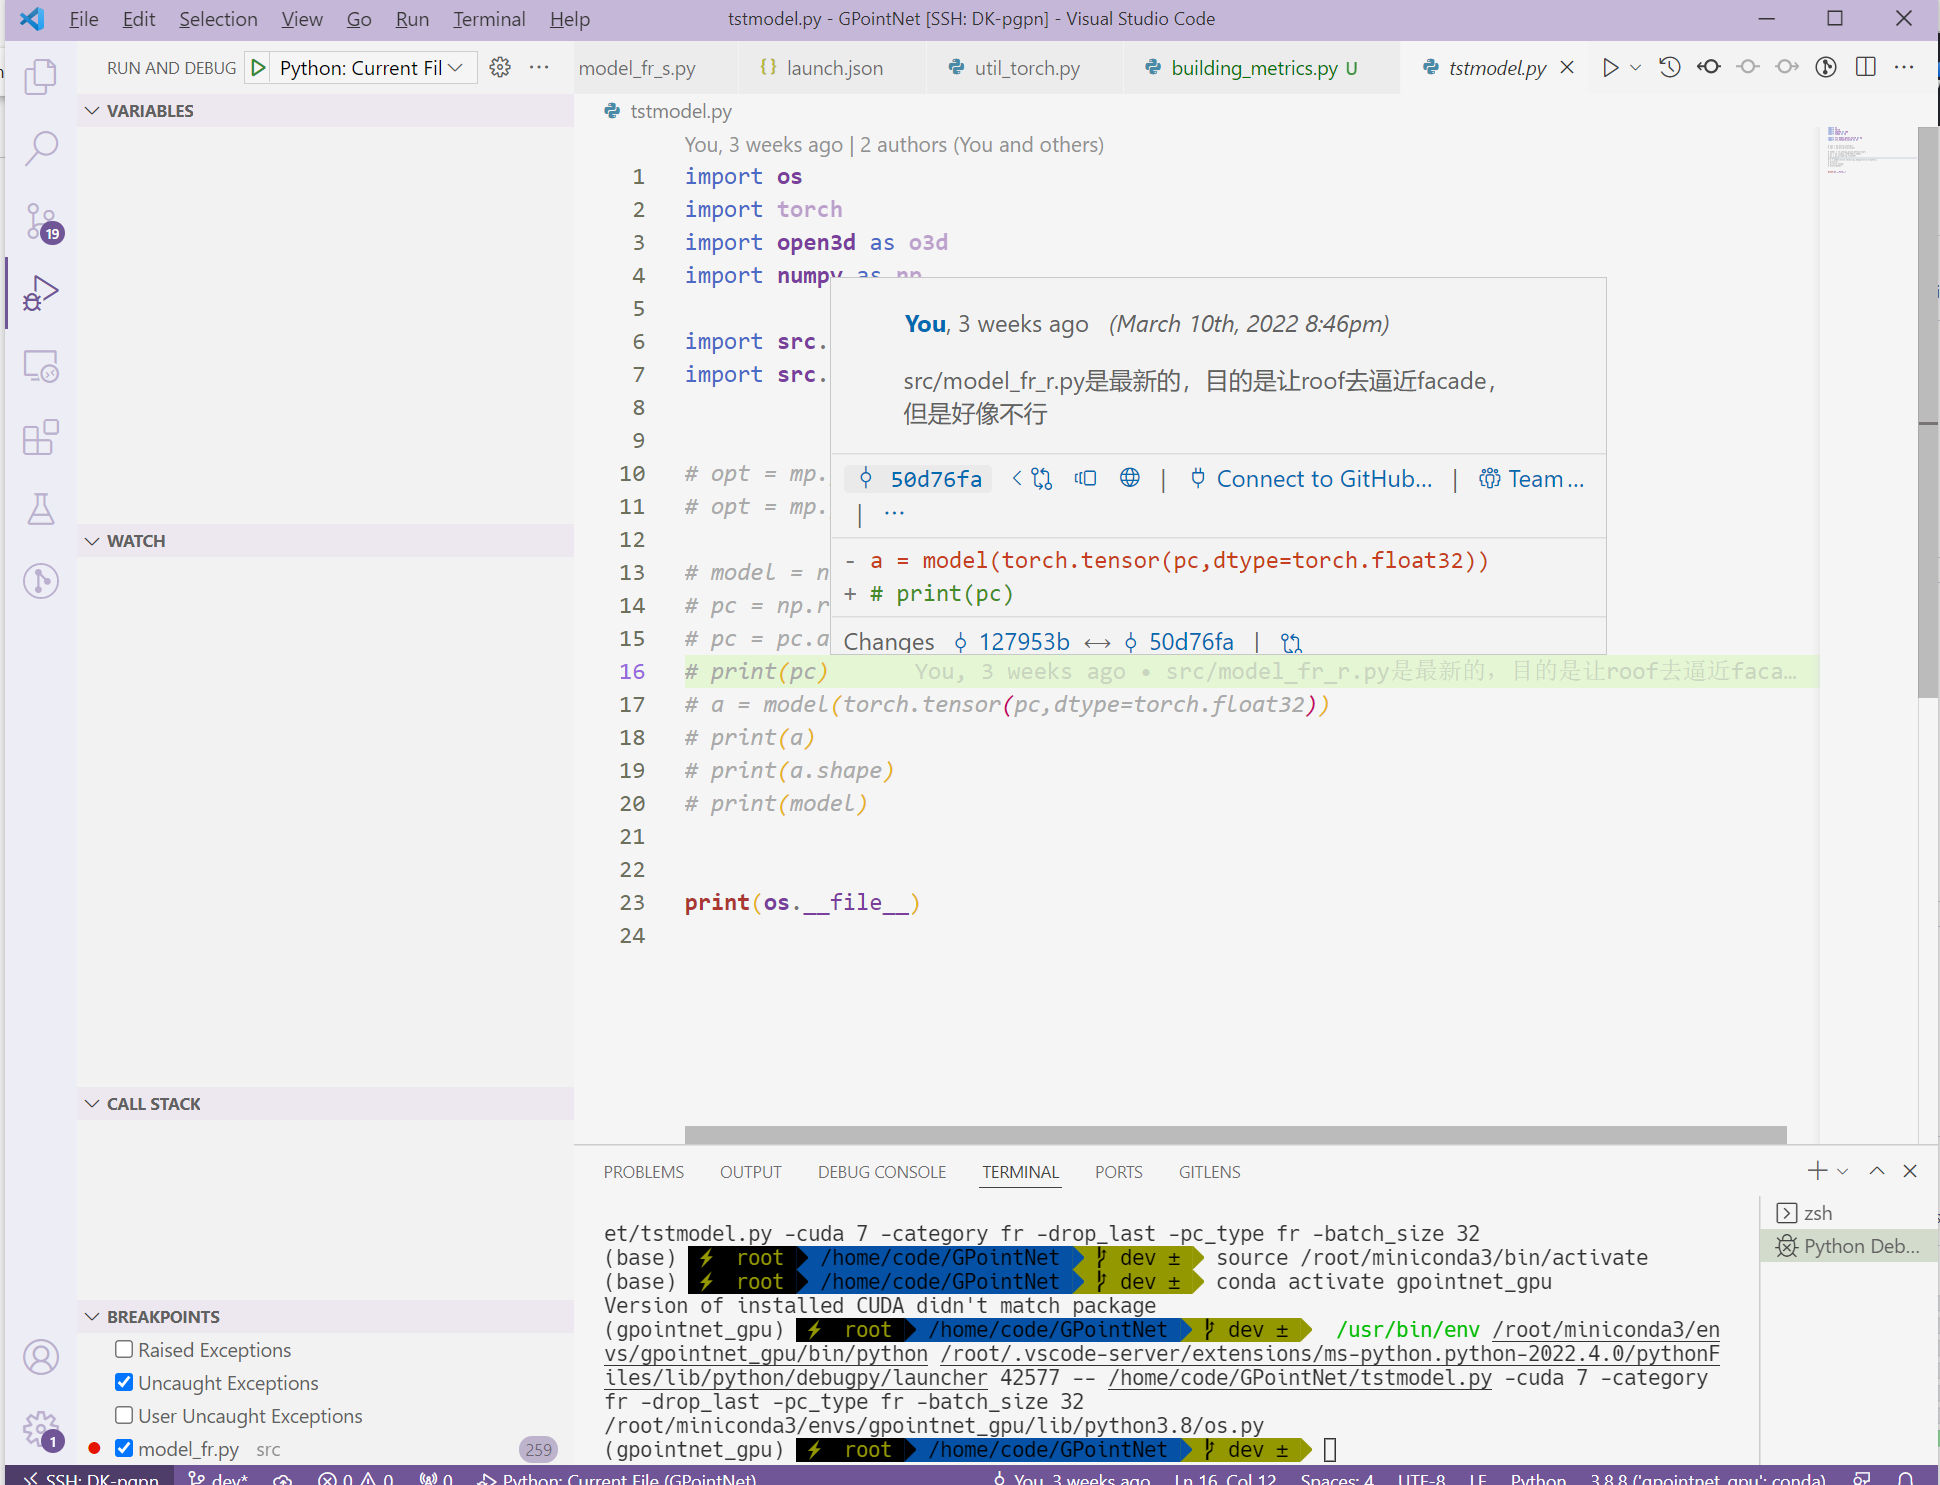 File Edit Selection View Go Run Terminal Help
tstmodel.py - GPointNet [SSH: DK-pgpn] - Visual Studio Code
RUN AND DEBUG Python: Current Fil
model_fr_s.py launch.json util_torch.py building_metrics.py U tstmodel.py
VARIABLES
WATCH
CALL STACK
BREAKPOINTS
Raised Exceptions
Uncaught Exceptions
User Uncaught Exceptions
model_fr.py src 259
19
1
tstmodel.py
You, 3 weeks ago | 2 authors (You and others)
1 import os
2 import torch
3 import open3d as o3d
4 import numpy as np
5
6 import src.
7 import src.
8
9
10 # opt = mp.
11 # opt = mp.
12
13 # model = n
14 # pc = np.r
15 # pc = pc.a
16 # print(pc) You, 3 weeks ago • src/model_fr_r.py是最新的，目的是让roof去逼近faca…
17 # a = model(torch.tensor(pc,dtype=torch.float32))
18 # print(a)
19 # print(a.shape)
20 # print(model)
21
22
23 print(os.__file__)
24
You, 3 weeks ago (March 10th, 2022 8:46pm)
src/model_fr_r.py是最新的，目的是让roof去逼近facade，
但是好像不行
50d76fa | Connect to GitHub... | Team ...
| ...
- a = model(torch.tensor(pc,dtype=torch.float32))
+ # print(pc)
Changes 127953b ↔ 50d76fa |
PROBLEMS OUTPUT DEBUG CONSOLE TERMINAL PORTS GITLENS
et/tstmodel.py -cuda 7 -category fr -drop_last -pc_type fr -batch_size 32
(base) ⚡ root /home/code/GPointNet dev ± source /root/miniconda3/bin/activate
(base) ⚡ root /home/code/GPointNet dev ± conda activate gpointnet_gpu
Version of installed CUDA didn't match package
(gpointnet_gpu) ⚡ root /home/code/GPointNet dev ± /usr/bin/env /root/miniconda3/en
vs/gpointnet_gpu/bin/python /root/.vscode-server/extensions/ms-python.python-2022.4.0/pythonF
iles/lib/python/debugpy/launcher 42577 -- /home/code/GPointNet/tstmodel.py -cuda 7 -category
fr -drop_last -pc_type fr -batch_size 32
/root/miniconda3/envs/gpointnet_gpu/lib/python3.8/os.py
(gpointnet_gpu) ⚡ root /home/code/GPointNet dev ±
zsh
Python Deb...
SSH: DK-pgpn dev* 0 0 0 Python: Current File (GPointNet) You, 3 weeks ago Ln 16, Col 12 Spaces: 4 UTF-8 LF Python 3.8.8 ('gpointnet_gpu': conda)